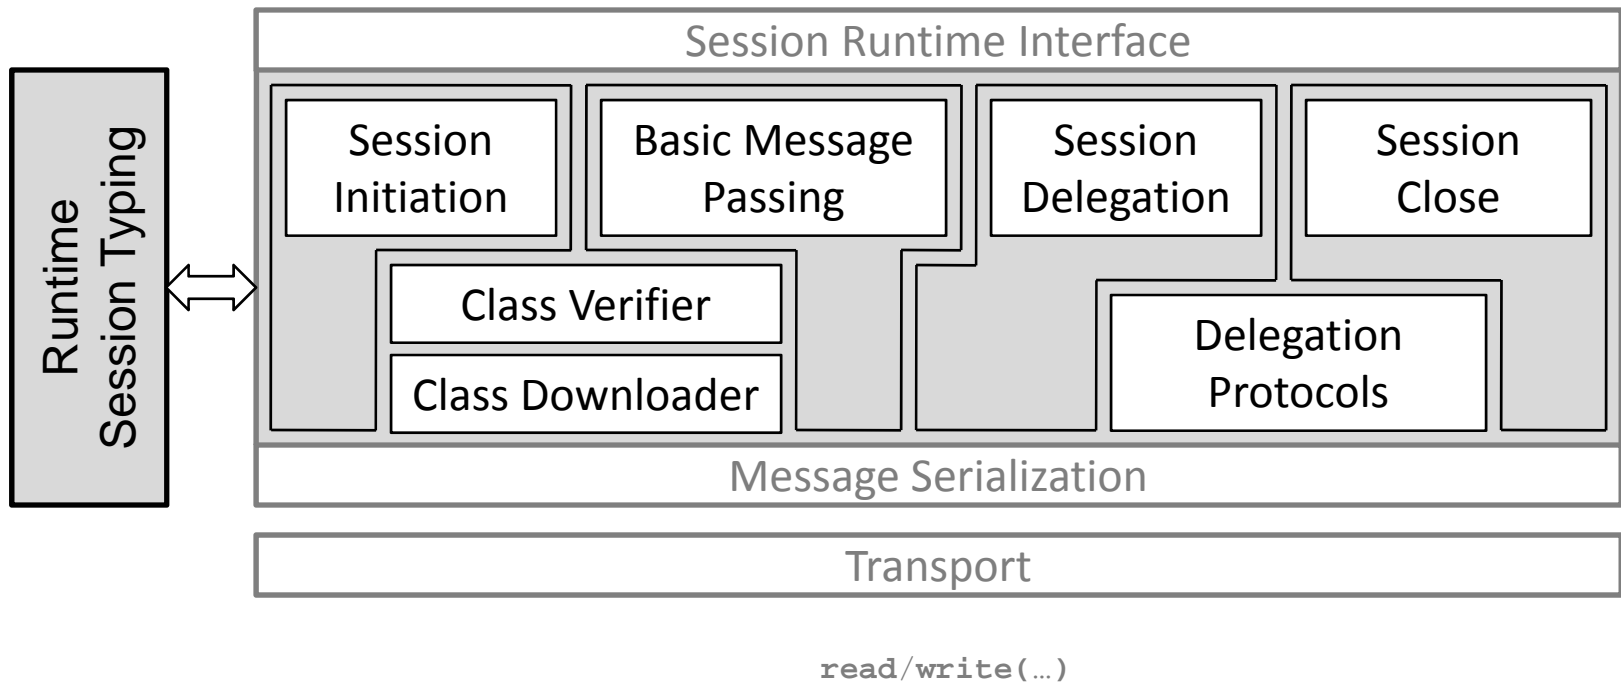 Session Runtime Interface
Runtime
Session Typing
Session
Initiation
Basic Message
Passing
Session
Delegation
Session
Close
Class Verifier
Class Downloader
Delegation
Protocols
Message Serialization
Transport
read/write(…)